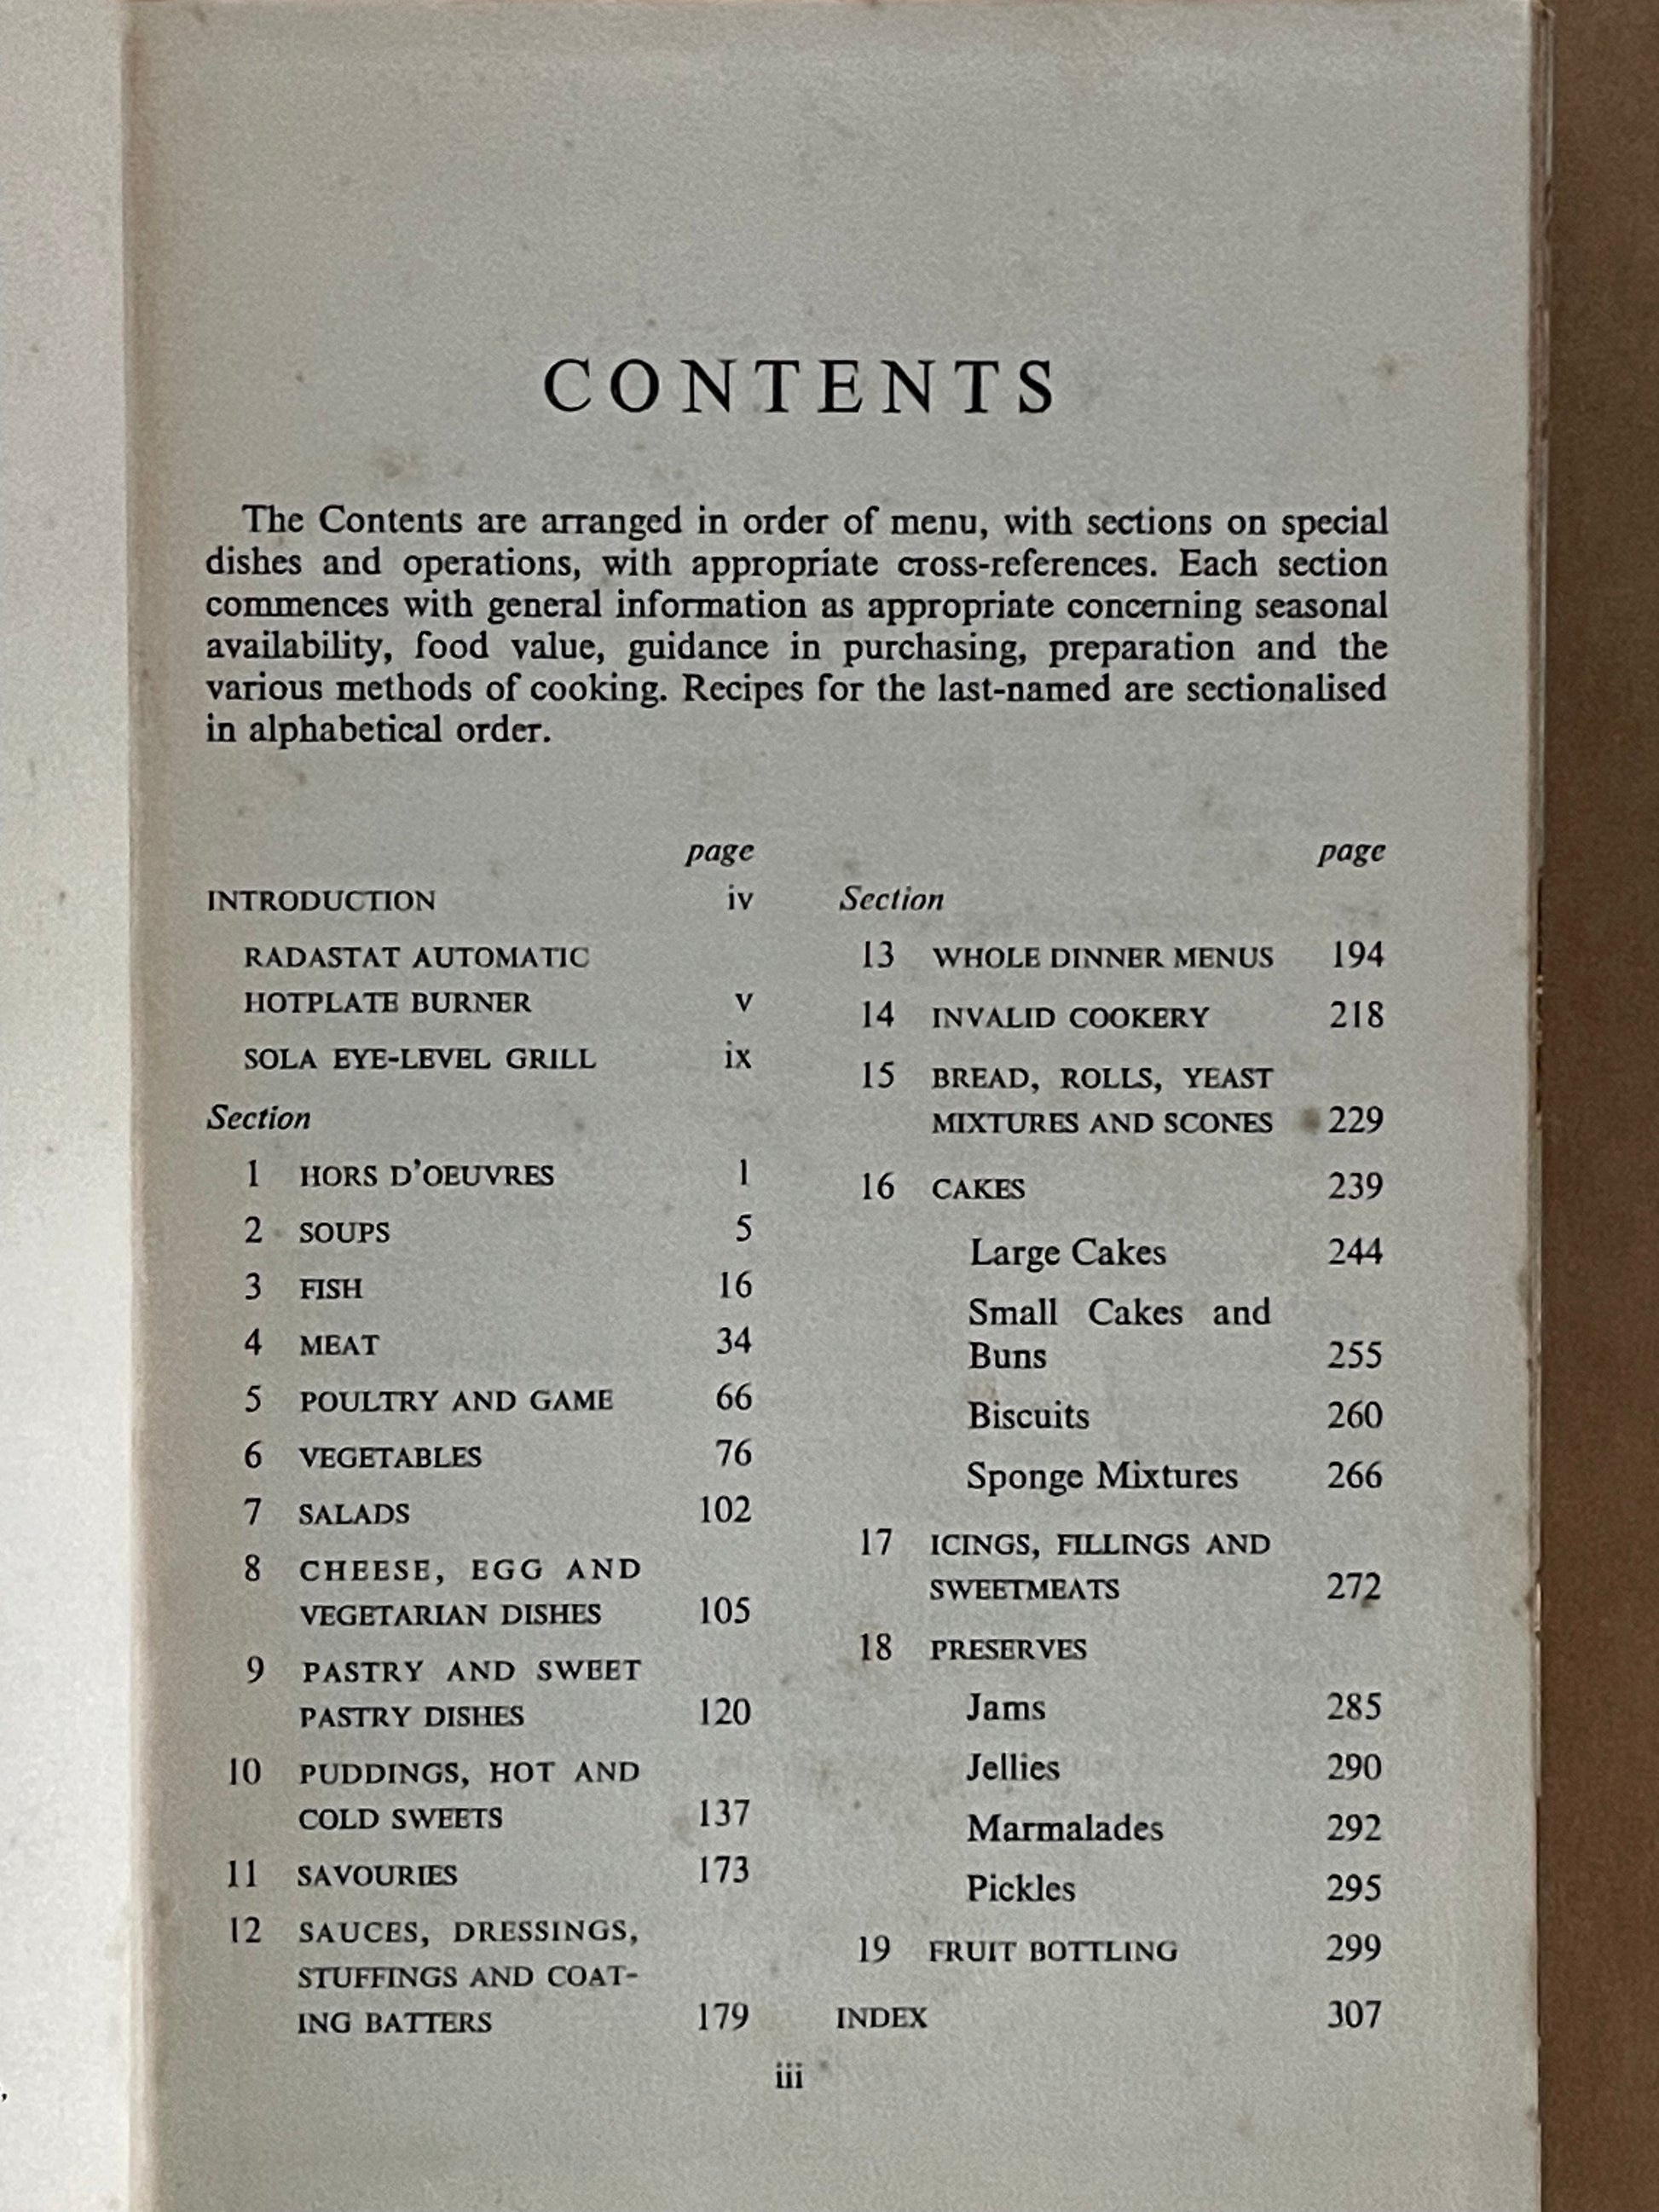 CONTENTS
The Contents are arranged in order of menu, with sections on special
dishes and operations, with appropriate cross-references. Each section
commences with general information as appropriate concerning seasonal
availability, food value, guidance in purchasing, preparation and the
various methods of cooking. Recipes for the last-named are sectionalised
in alphabetical order.
page
INTRODUCTION iv
RADASTAT AUTOMATIC
HOTPLATE BURNER v
SOLA EYE-LEVEL GRILL ix
Section
1 HORS D'OEUVRES 1
2 SOUPS 5
3 FISH 16
4 MEAT 34
5 POULTRY AND GAME 66
6 VEGETABLES 76
7 SALADS 102
8 CHEESE, EGG AND
VEGETARIAN DISHES 105
9 PASTRY AND SWEET
PASTRY DISHES 120
10 PUDDINGS, HOT AND
COLD SWEETS 137
11 SAVOURIES 173
12 SAUCES, DRESSINGS,
STUFFINGS AND COAT-
ING BATTERS 179
page
Section
13 WHOLE DINNER MENUS 194
14 INVALID COOKERY 218
15 BREAD, ROLLS, YEAST
MIXTURES AND SCONES 229
16 CAKES 239
Large Cakes 244
Small Cakes and
Buns 255
Biscuits 260
Sponge Mixtures 266
17 ICINGS, FILLINGS AND
SWEETMEATS 272
18 PRESERVES
Jams 285
Jellies 290
Marmalades 292
Pickles 295
19 FRUIT BOTTLING 299
INDEX 307
iii